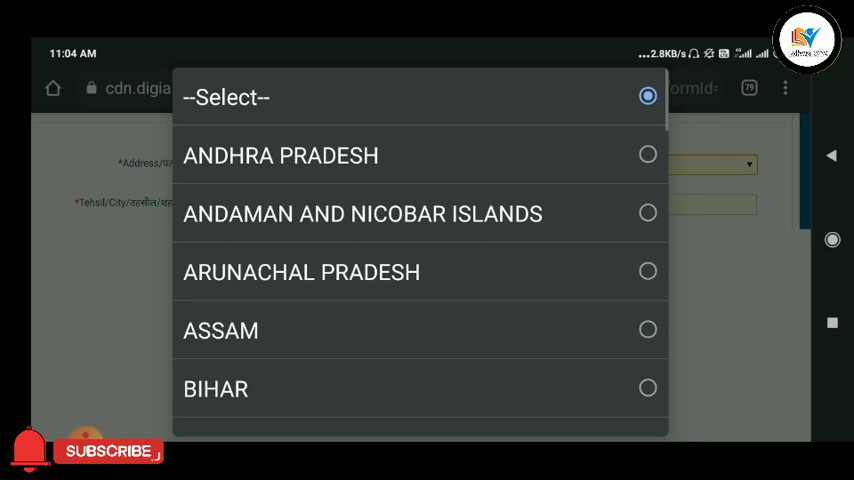 11:04 AM
...2.8KB/s
cdn.digia
ormId=
79
--Select--
ANDHRA PRADESH
*Address/पत
ANDAMAN AND NICOBAR ISLANDS
*Tehsil/City/तहसील/शह
ARUNACHAL PRADESH
ASSAM
BIHAR
SUBSCRIBE